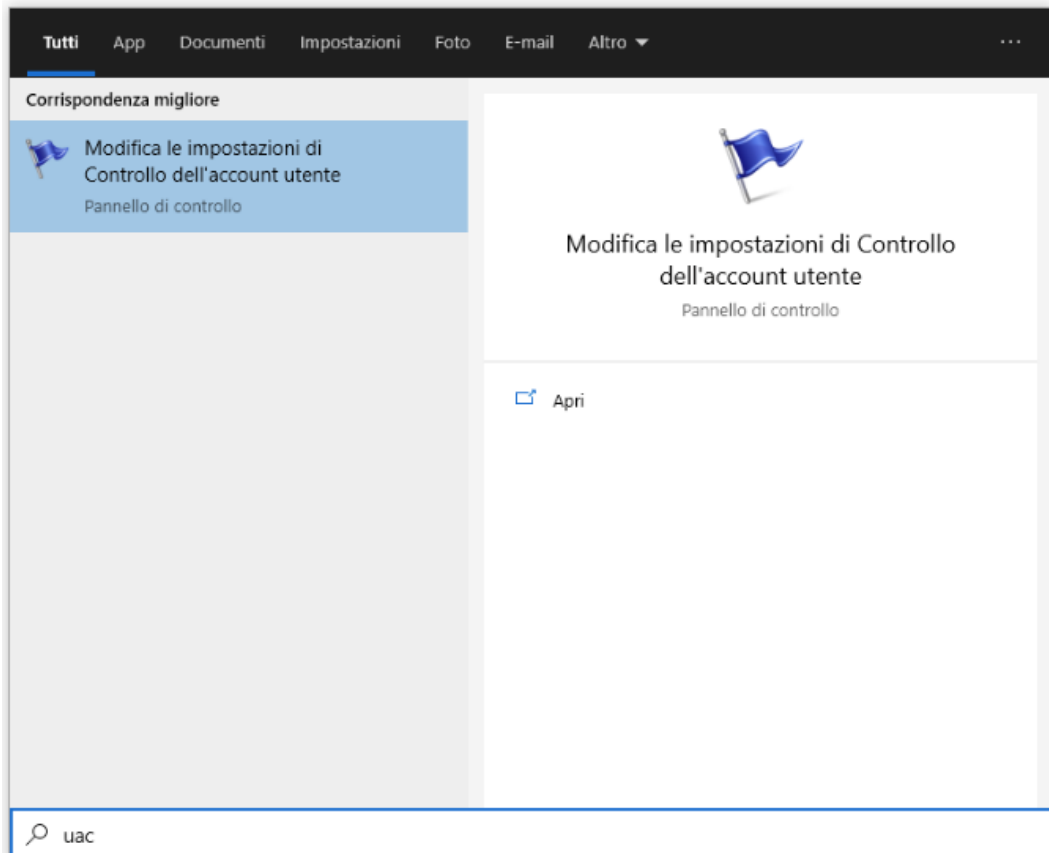 Tutti App Documenti Impostazioni Foto E-mail Altro ...
Corrispondenza migliore
Modifica le impostazioni di
Controllo dell'account utente
Pannello di controllo
Modifica le impostazioni di Controllo
dell'account utente
Pannello di controllo
Apri
uac